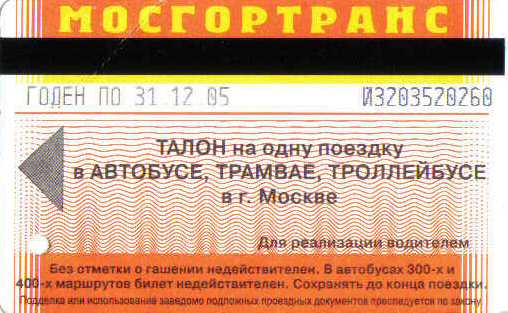 МОСГОРТРАНС
ГОДЕН ПО 31.12.05 И3203520260
ТАЛОН на одну поездку
в АВТОБУСЕ, ТРАМВАЕ, ТРОЛЛЕЙБУСЕ
в г. Москве
Для реализации водителем
Без отметки о гашении недействителен. В автобусах 300-х и
400-х маршрутов билет недействителен. Сохранять до конца поездки.
Подделка или использование заведомо подложных проездных документов преследуется по закону